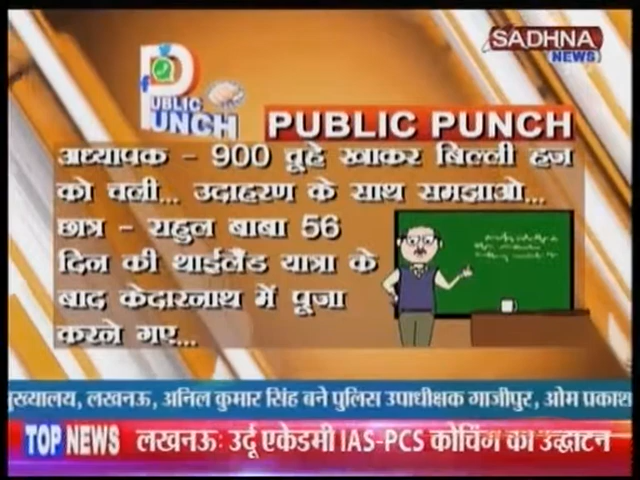 SADHNA
NEWS
PUBLIC
PUNCH
PUBLIC PUNCH
अध्यापक - 900 चूहे खाकर बिल्ली हज
को चली... उदाहरण के साथ समझाओ...
छात्र - राहुल बाबा 56
दिन की थाईलैंड यात्रा के
बाद केदारनाथ में पूजा
करने गए...
मुख्यालय, लखनऊ, अनिल कुमार सिंह बने पुलिस उपाधीक्षक गाजीपुर, ओम प्रकाश
TOP NEWS लखनऊः उर्दू एकेडमी IAS-PCS कोचिंग का उद्घाटन